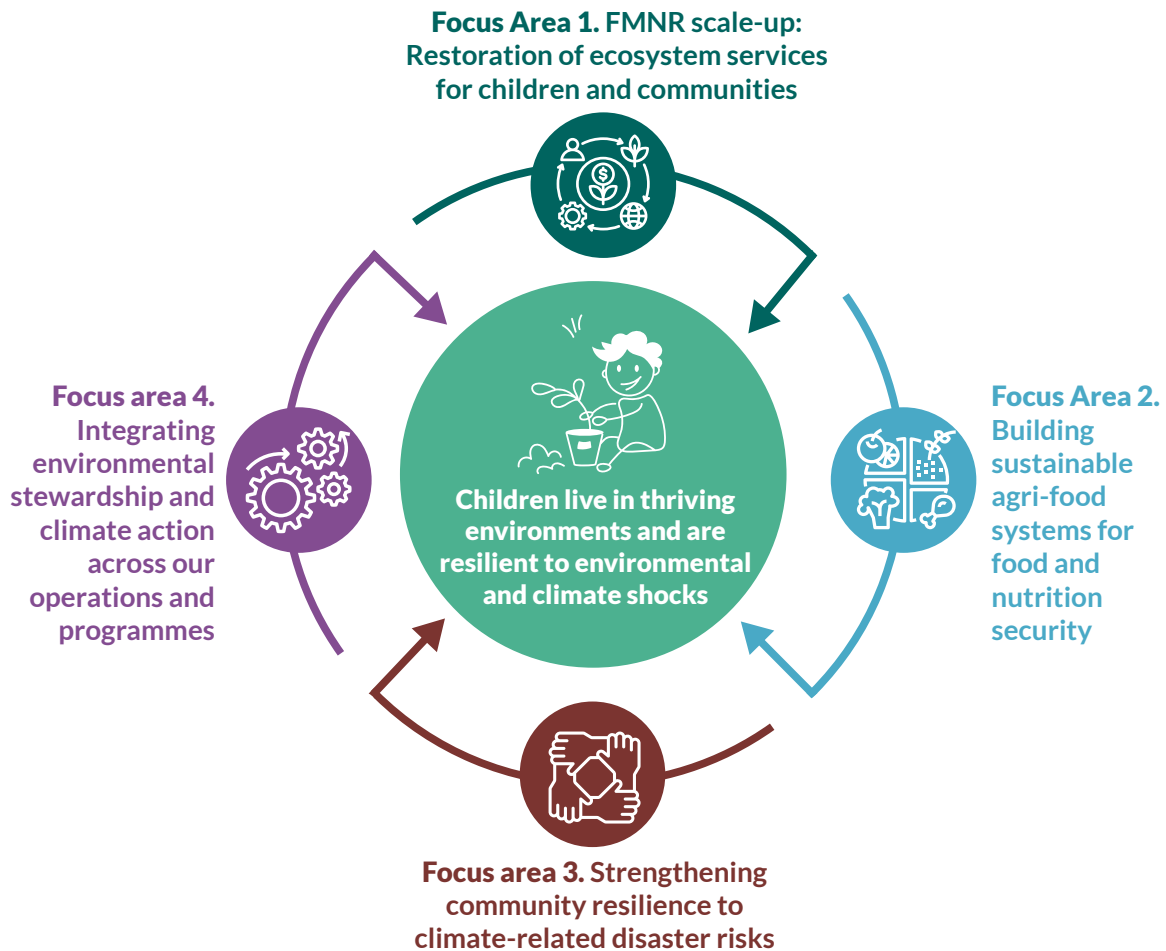 Focus Area 1. FMNR scale-up:
Restoration of ecosystem services
for children and communities
Focus Area 2.
Building
sustainable
agri-food
systems for
food and
nutrition
security
Focus area 3. Strengthening
community resilience to
climate-related disaster risks
Focus area 4.
Integrating
environmental
stewardship and
climate action
across our
operations and
programmes
Children live in thriving
environments and are
resilient to environmental
and climate shocks
$